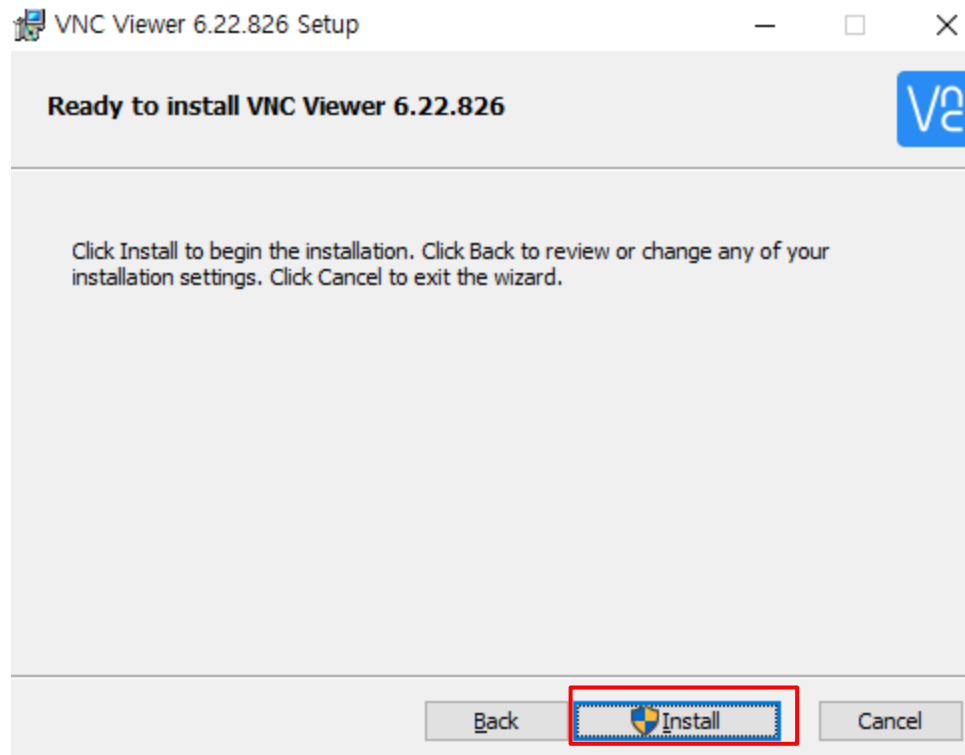 VNC Viewer 6.22.826 Setup
Ready to install VNC Viewer 6.22.826
Vnc
Click Install to begin the installation. Click Back to review or change any of your
installation settings. Click Cancel to exit the wizard.
Back
Install
Cancel